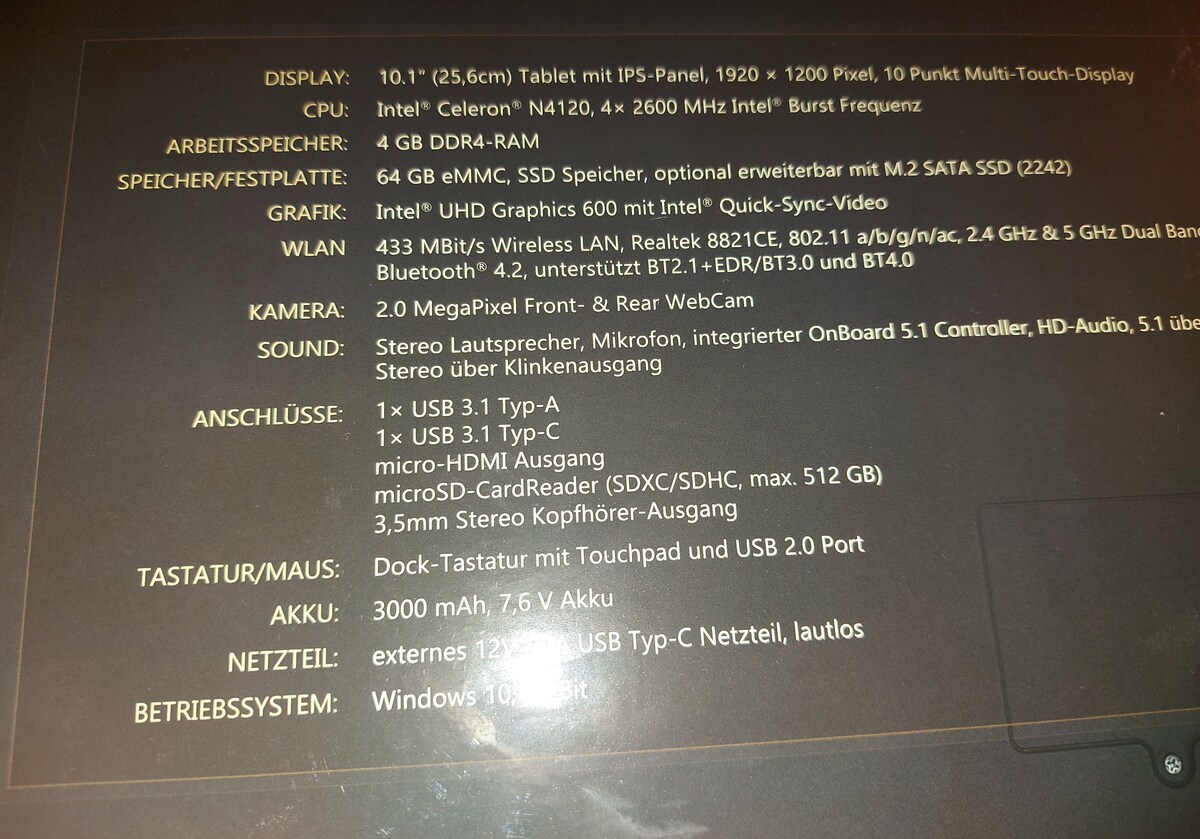 DISPLAY: 10.1" (25,6cm) Tablet mit IPS-Panel, 1920 × 1200 Pixel, 10 Punkt Multi-Touch-Display
CPU: Intel® Celeron® N4120, 4× 2600 MHz Intel® Burst Frequenz
ARBEITSSPEICHER: 4 GB DDR4-RAM
SPEICHER/FESTPLATTE: 64 GB eMMC, SSD Speicher, optional erweiterbar mit M.2 SATA SSD (2242)
GRAFIK: Intel® UHD Graphics 600 mit Intel® Quick-Sync-Video
WLAN 433 MBit/s Wireless LAN, Realtek 8821CE, 802.11 a/b/g/n/ac, 2.4 GHz & 5 GHz Dual
Bluetooth® 4.2, unterstützt BT2.1+EDR/BT3.0 und BT4.0
KAMERA: 2.0 MegaPixel Front- & Rear WebCam
SOUND: Stereo Lautsprecher, Mikrofon, integrierter OnBoard 5.1 Controller, HD-Audio, 5.1
Stereo über Klinkenausgang
ANSCHLÜSSE: 1× USB 3.1 Typ-A
1× USB 3.1 Typ-C
micro-HDMI Ausgang
microSD-CardReader (SDXC/SDHC, max. 512 GB)
3,5mm Stereo Kopfhörer-Ausgang
TASTATUR/MAUS: Dock-Tastatur mit Touchpad und USB 2.0 Port
AKKU: 3000 mAh, 7,6 V Akku
NETZTEIL: externes 12V USB Typ-C Netzteil, lautlos
BETRIEBSSYSTEM: Windows 10,